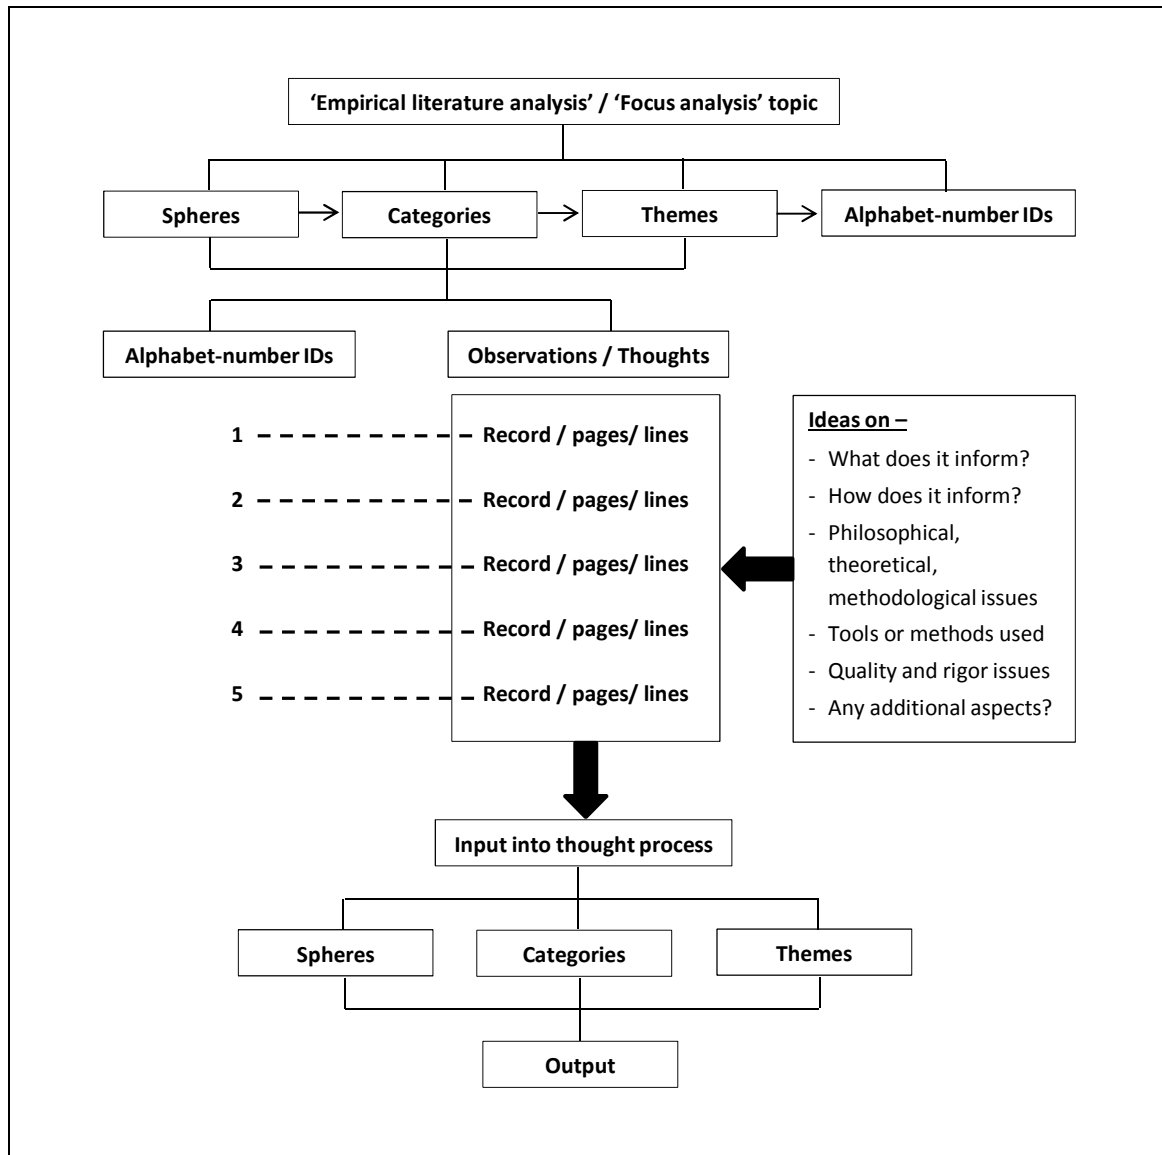 ‘Empirical literature analysis’ / ‘Focus analysis’ topic
Spheres
Categories
Themes
Alphabet-number IDs
Alphabet-number IDs
Observations / Thoughts
1 Record / pages/ lines
2 Record / pages/ lines
3 Record / pages/ lines
4 Record / pages/ lines
5 Record / pages/ lines
Ideas on –
- What does it inform?
- How does it inform?
- Philosophical,
theoretical,
methodological issues
- Tools or methods used
- Quality and rigor issues
- Any additional aspects?
Input into thought process
Spheres
Categories
Themes
Output